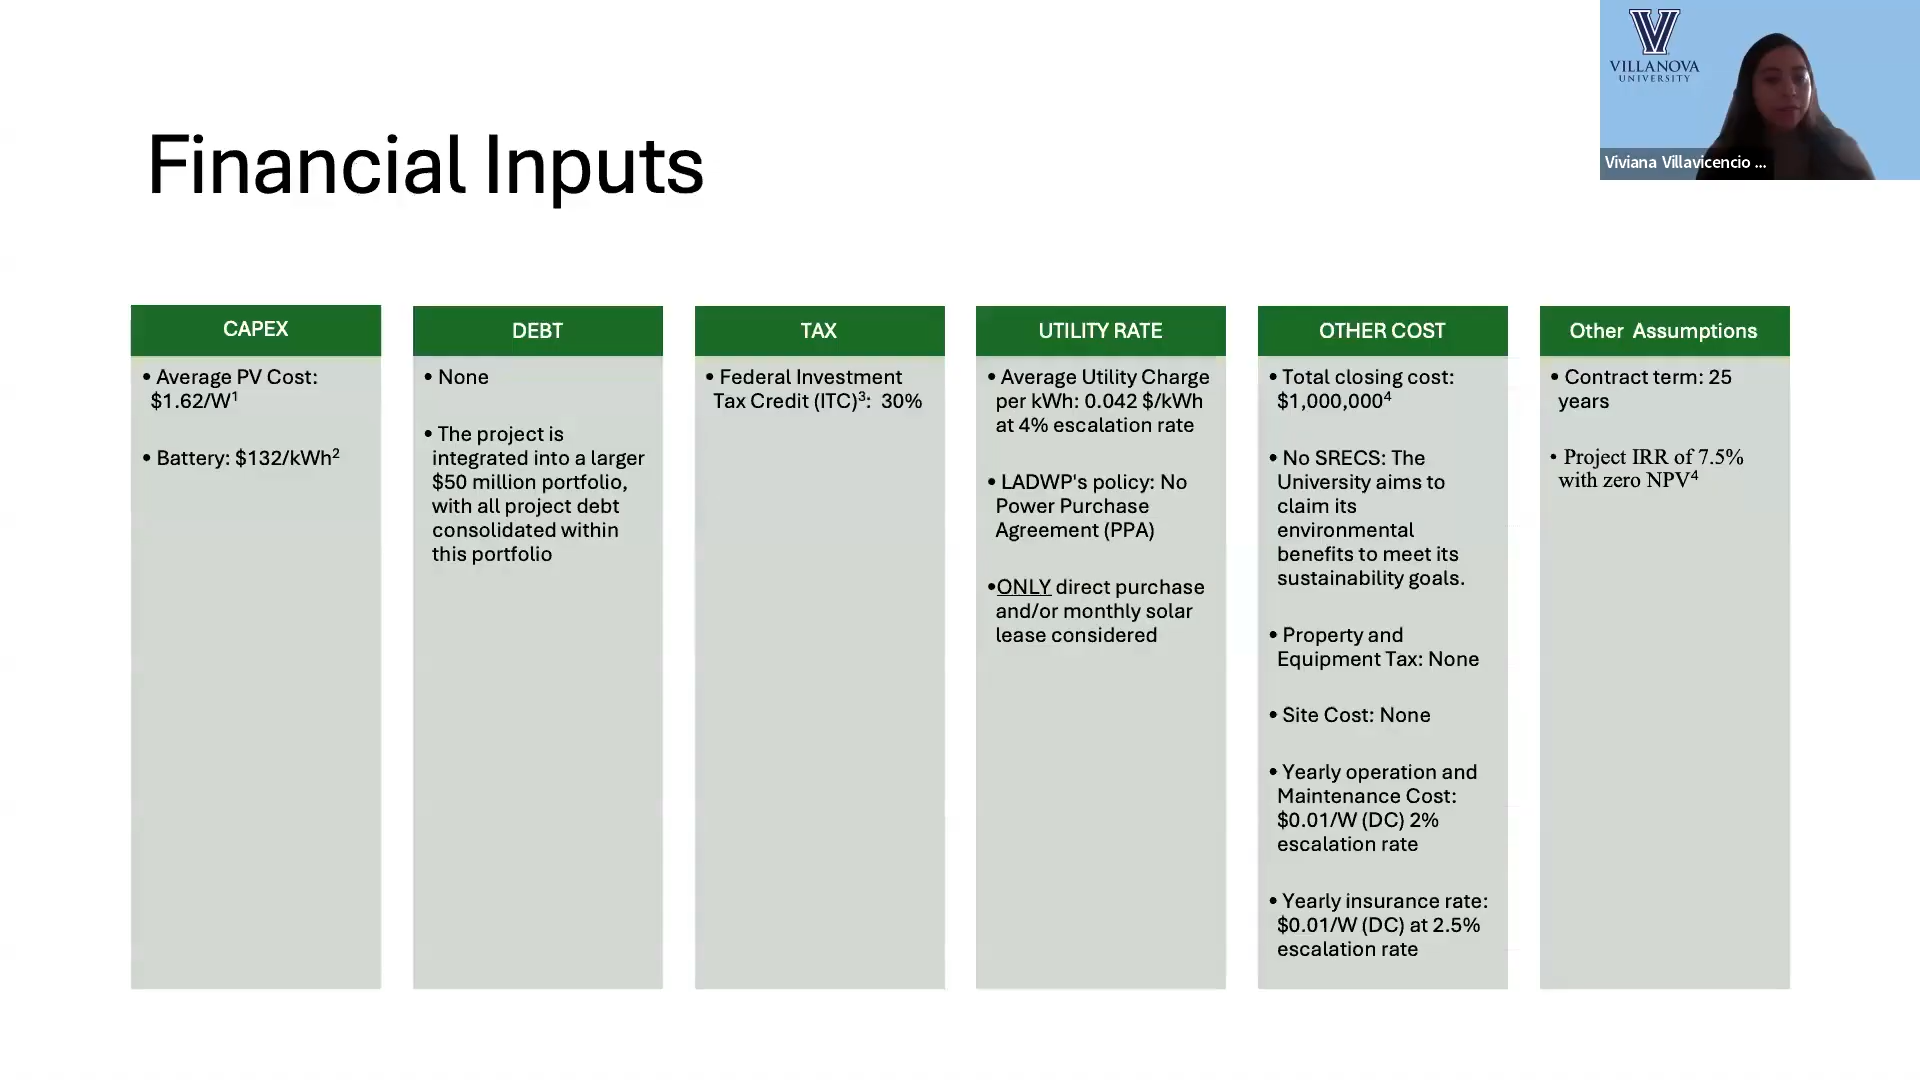 VILLANOVA
UNIVERSITY
Viviana Villavicencio ...
Financial Inputs
CAPEX
• Average PV Cost:
$1.62/W¹
• Battery: $132/kWh²
DEBT
• None
• The project is
integrated into a larger
$50 million portfolio,
with all project debt
consolidated within
this portfolio
TAX
• Federal Investment
Tax Credit (ITC)³: 30%
UTILITY RATE
• Average Utility Charge
per kWh: 0.042 $/kWh
at 4% escalation rate
• LADWP's policy: No
Power Purchase
Agreement (PPA)
•ONLY direct purchase
and/or monthly solar
lease considered
OTHER COST
• Total closing cost:
$1,000,000⁴
• No SRECS: The
University aims to
claim its
environmental
benefits to meet its
sustainability goals.
• Property and
Equipment Tax: None
• Site Cost: None
• Yearly operation and
Maintenance Cost:
$0.01/W (DC) 2%
escalation rate
• Yearly insurance rate:
$0.01/W (DC) at 2.5%
escalation rate
Other Assumptions
• Contract term: 25
years
• Project IRR of 7.5%
with zero NPV⁴